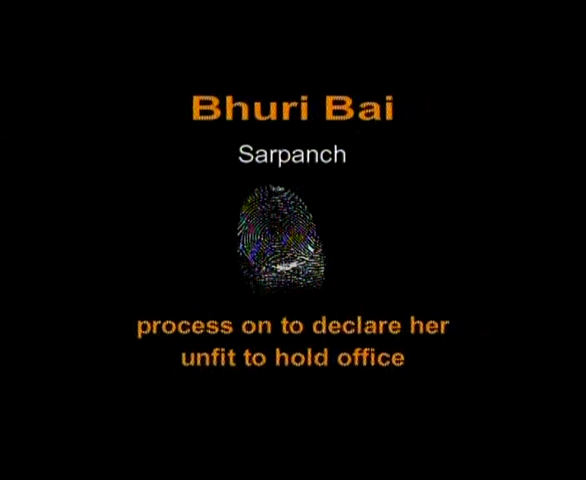 Bhuri Bai
Sarpanch
process on to declare her
unfit to hold office